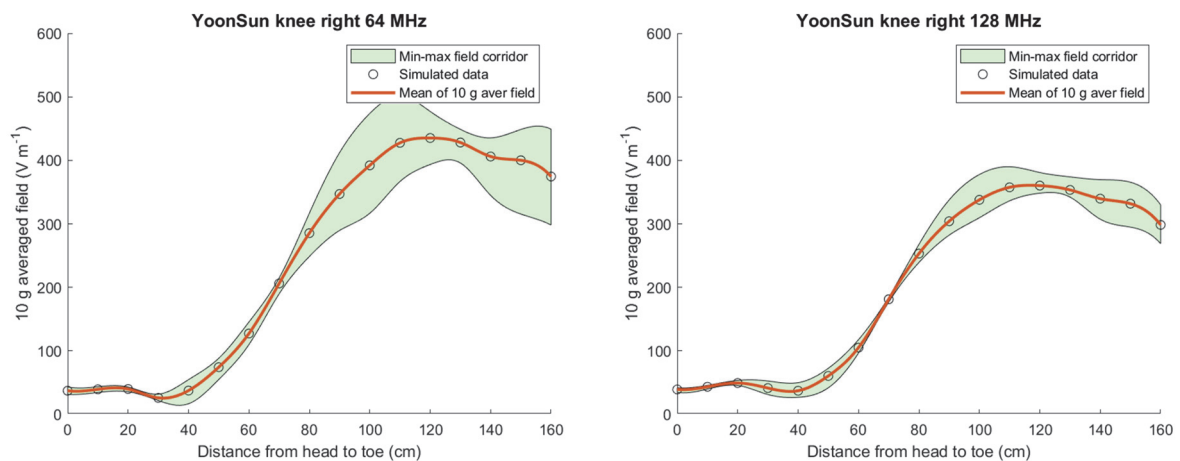 YoonSun knee right 64 MHz
600
500
400
300
200
100
0
10 g averaged field (V m⁻¹)
Min-max field corridor
Simulated data
Mean of 10 g aver field
0 20 40 60 80 100 120 140 160
Distance from head to toe (cm)
YoonSun knee right 128 MHz
600
500
400
300
200
100
0
10 g averaged field (V m⁻¹)
Min-max field corridor
Simulated data
Mean of 10 g aver field
0 20 40 60 80 100 120 140 160
Distance from head to toe (cm)